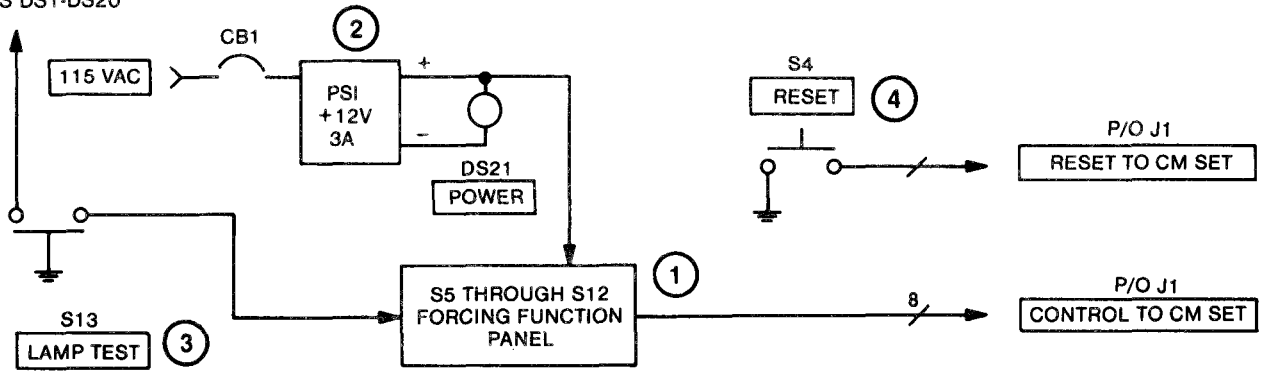 S DS1-DS20
CB1
2
115 VAC
PSI
+12V
3A
+
−
DS21
POWER
S4
RESET
4
P/O J1
RESET TO CM SET
S13
LAMP TEST
3
S5 THROUGH S12
FORCING FUNCTION
PANEL
1
8
P/O J1
CONTROL TO CM SET